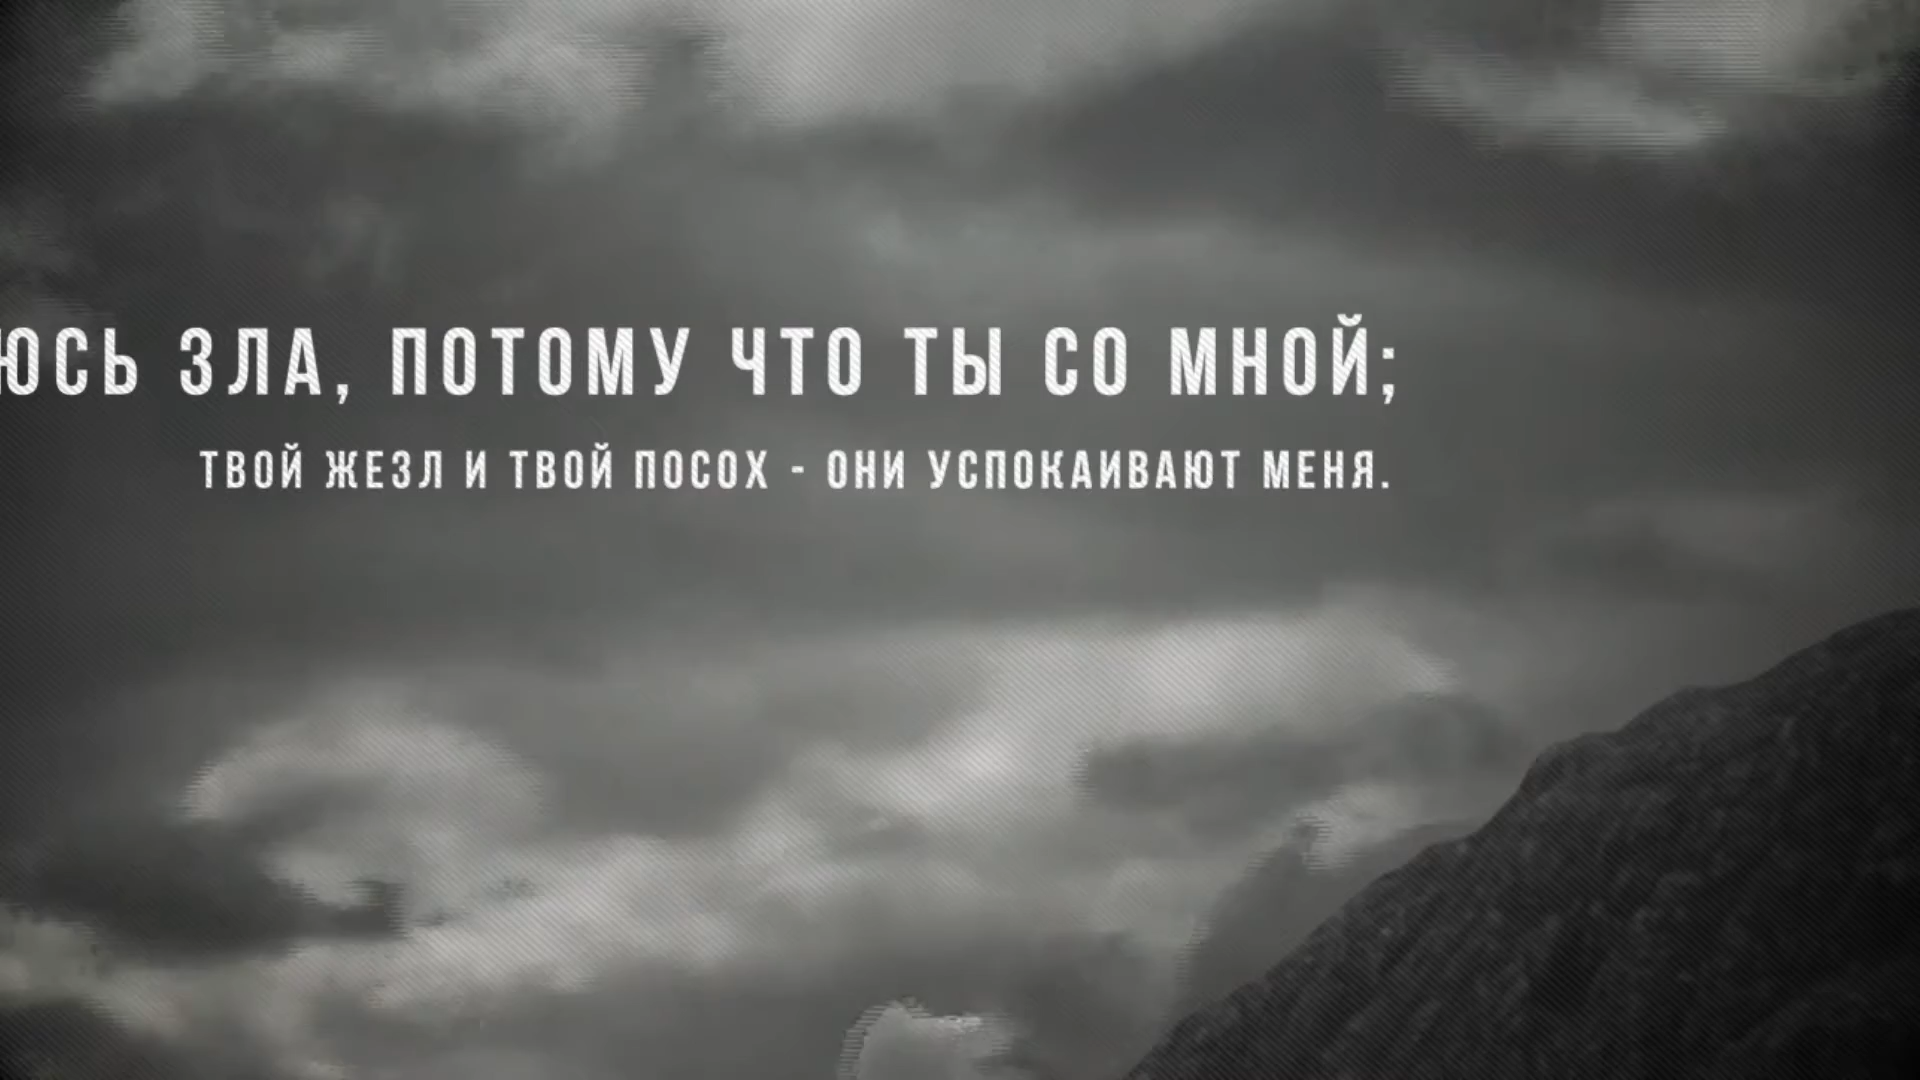 ЮСЬ ЗЛА, ПОТОМУ ЧТО ТЫ СО МНОЙ;
ТВОЙ ЖЕЗЛ И ТВОЙ ПОСОХ - ОНИ УСПОКАИВАЮТ МЕНЯ.